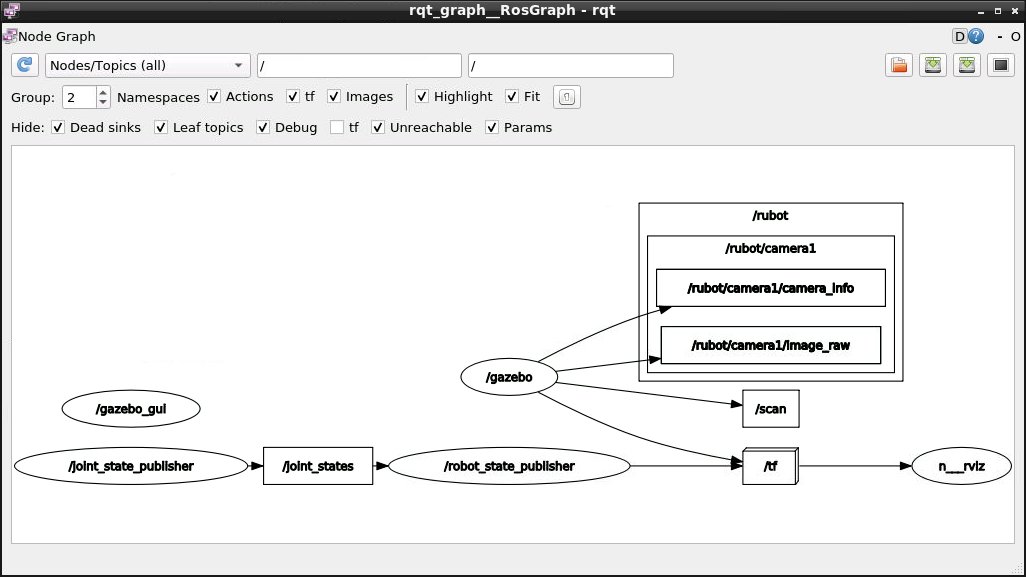 rqt_graph__RosGraph - rqt
Node Graph
D
- O
Nodes/Topics (all)
/
/
Group: 2 Namespaces Actions tf Images Highlight Fit
Hide: Dead sinks Leaf topics Debug tf Unreachable Params
/rubot
/rubot/camera1
/rubot/camera1/camera_info
/rubot/camera1/image_raw
/gazebo
/scan
/gazebo_gui
/joint_state_publisher
/joint_states
/robot_state_publisher
/tf
n___rviz